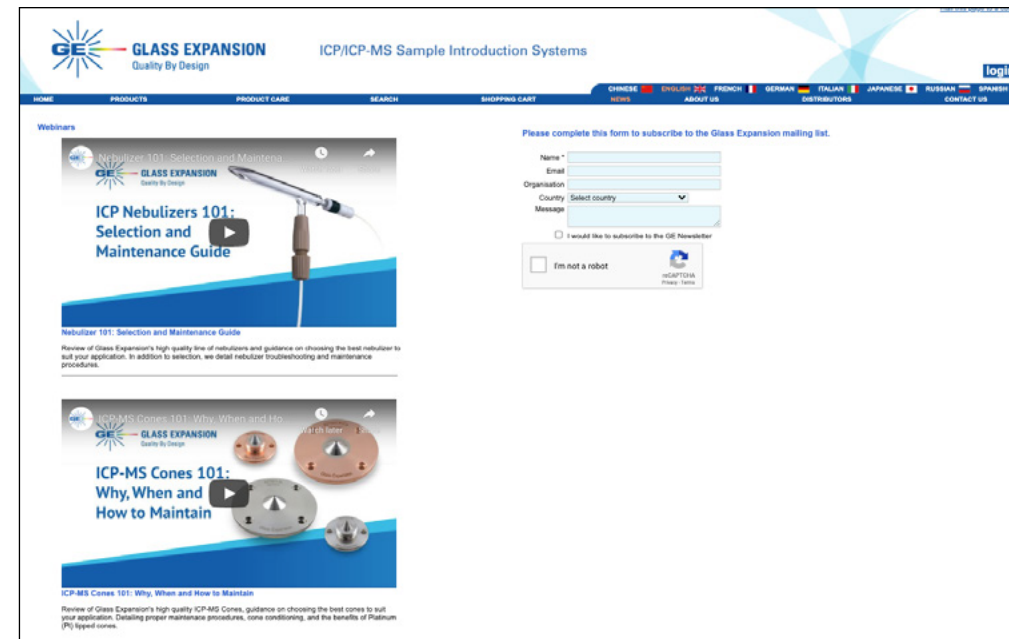 GE
GLASS EXPANSION
Quality By Design
ICP/ICP-MS Sample Introduction Systems
login
CHINESE ENGLISH FRENCH GERMAN ITALIAN JAPANESE RUSSIAN SPANISH
HOME PRODUCTS PRODUCT CARE SEARCH SHOPPING CART NEWS ABOUT US DISTRIBUTORS CONTACT US
Webinars
Nebulizer 101: Selection and Maintena
GE GLASS EXPANSION
Quality By Design
ICP Nebulizers 101:
Selection and
Maintenance Guide
Nebulizer 101: Selection and Maintenance Guide
Review of Glass Expansion's high quality line of nebulizers and guidance on choosing the best nebulizer to
suit your application. In addition to selection, we detail nebulizer troubleshooting and maintenance
procedures.
ICP-MS Cones 101: Why, When and Ho
GE GLASS EXPANSION
Quality By Design
ICP-MS Cones 101:
Why, When and
How to Maintain
ICP-MS Cones 101: Why, When and How to Maintain
Review of Glass Expansion's high quality ICP-MS Cones, guidance on choosing the best cones to suit
your application. Detailing proper maintenace procedures, cone conditioning, and the benefits of Platinum
(Pt) tipped cones.
Please complete this form to subscribe to the Glass Expansion mailing list.
Name *
Email
Organisation
Country Select country
Message
I would like to subscribe to the GE Newsletter
I'm not a robot
reCAPTCHA
Privacy - Terms